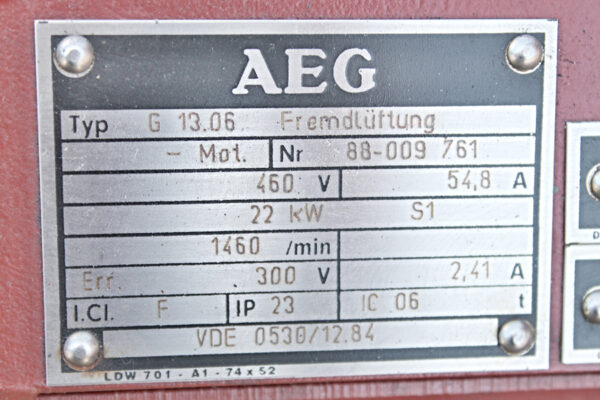 AEG
Typ G 13.06 Fremdlüftung
- Mot. Nr 88-009 761
460 V 54,8 A
22 kW S1
1460 /min
Err. 300 V 2,41 A
I.Cl. F IP 23 IC 06 t
VDE 0530/12.84
LDW 701 - A1 - 74 x 52